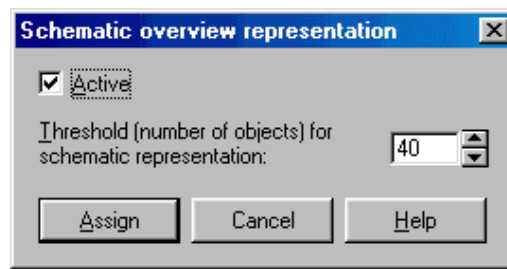 Schematic overview representation
Active
Threshold (number of objects) for
schematic representation:
40
Assign Cancel Help